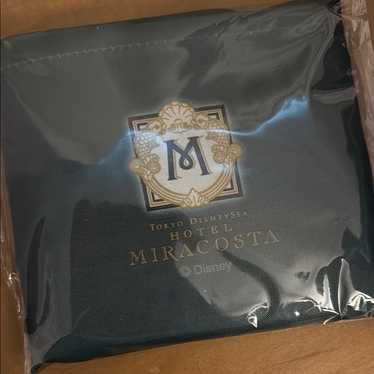 M
TOKYO DISNEYSEA
HOTEL
MIRACOSTA
© Disney